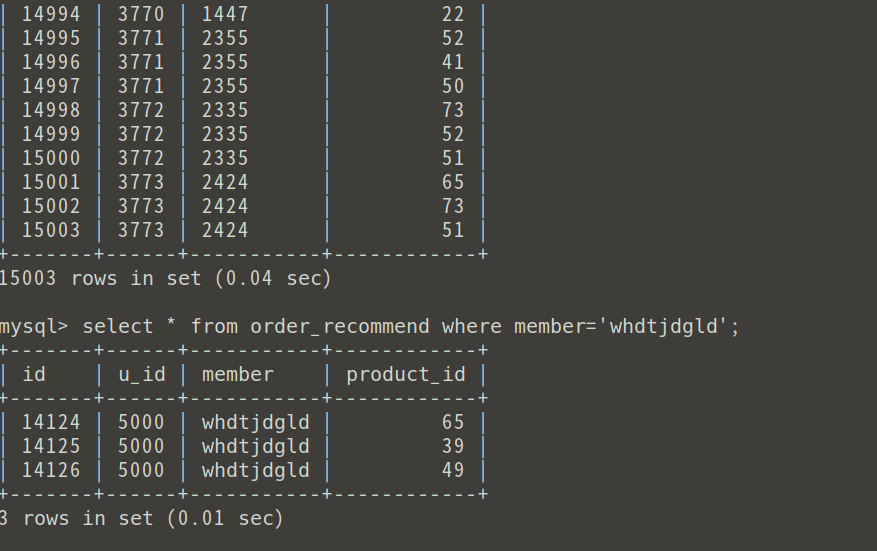 | 14994 | 3770 | 1447      |         22 |
| 14995 | 3771 | 2355      |         52 |
| 14996 | 3771 | 2355      |         41 |
| 14997 | 3771 | 2355      |         50 |
| 14998 | 3772 | 2335      |         73 |
| 14999 | 3772 | 2335      |         52 |
| 15000 | 3772 | 2335      |         51 |
| 15001 | 3773 | 2424      |         65 |
| 15002 | 3773 | 2424      |         73 |
| 15003 | 3773 | 2424      |         51 |
+-------+------+-----------+------------+
15003 rows in set (0.04 sec)
mysql> select * from order_recommend where member='whdtjdgld';
+-------+------+-----------+------------+
| id    | u_id | member    | product_id |
+-------+------+-----------+------------+
| 14124 | 5000 | whdtjdgld |         65 |
| 14125 | 5000 | whdtjdgld |         39 |
| 14126 | 5000 | whdtjdgld |         49 |
+-------+------+-----------+------------+
3 rows in set (0.01 sec)